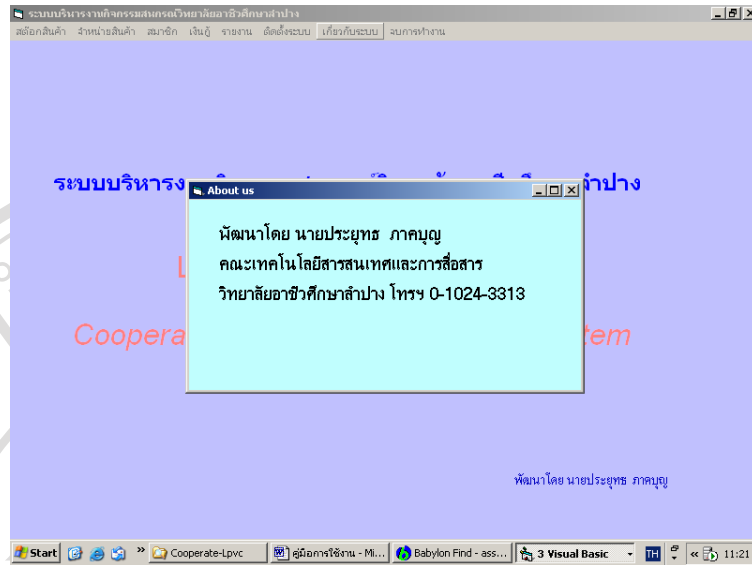 ระบบบริหารงานกิจกรรมสหกรณ์วิทยาลัยอาชีวศึกษาลำปาง
สต๊อกสินค้า จำหน่ายสินค้า สมาชิก เงินกู้ รายงาน ติดตั้งระบบ เกี่ยวกับระบบ จบการทำงาน
ระบบบริหารง ำปาง
About us
พัฒนาโดย นายประยุทธ ภาคบุญ
คณะเทคโนโลยีสารสนเทศและการสื่อสาร
วิทยาลัยอาชีวศึกษาลำปาง โทรฯ 0-1024-3313
L
Coopera tem
พัฒนาโดย นายประยุทธ ภาคบุญ
Start » Cooperate-Lpvc คู่มือการใช้งาน - Mi... Babylon Find - ass... 3 Visual Basic TH « 11:21